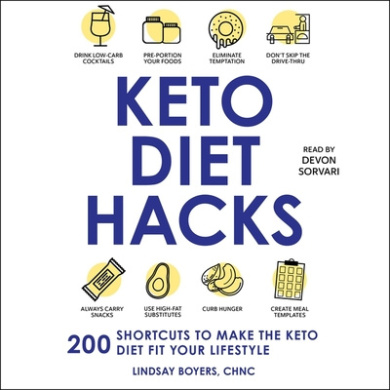 DRINK LOW-CARB COCKTAILS
PRE-PORTION YOUR FOODS
ELIMINATE TEMPTATION
DON'T SKIP THE DRIVE-THRU
KETO
DIET
HACKS
READ BY
DEVON
SORVARI
ALWAYS CARRY SNACKS
USE HIGH-FAT SUBSTITUTES
CURB HUNGER
CREATE MEAL TEMPLATES
200 SHORTCUTS TO MAKE THE KETO
DIET FIT YOUR LIFESTYLE
LINDSAY BOYERS, CHNC